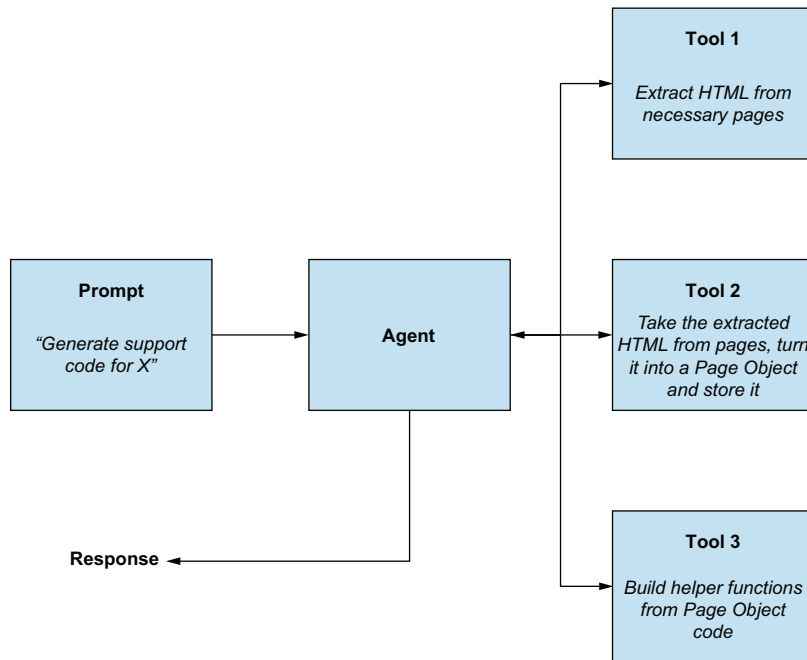 Tool 1
Extract HTML from
necessary pages
Prompt
“Generate support
code for X”
Agent
Tool 2
Take the extracted
HTML from pages, turn
it into a Page Object
and store it
Response
Tool 3
Build helper functions
from Page Object
code